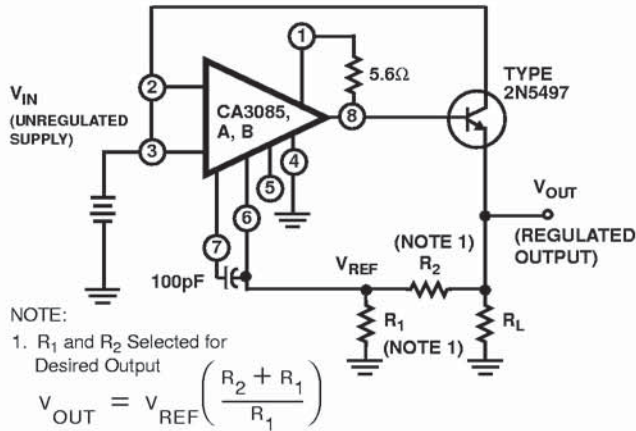 1
5.6Ω
TYPE
2N5497
2
V_IN
(UNREGULATED
SUPPLY)
CA3085,
A, B
8
3
4
5
6
7
V_OUT
(REGULATED
OUTPUT)
(NOTE 1)
100pF
V_REF
R_2
R_1
(NOTE 1)
R_L
NOTE:
1. R_1 and R_2 Selected for
Desired Output
V_OUT = V_REF((R_2 + R_1)/R_1)